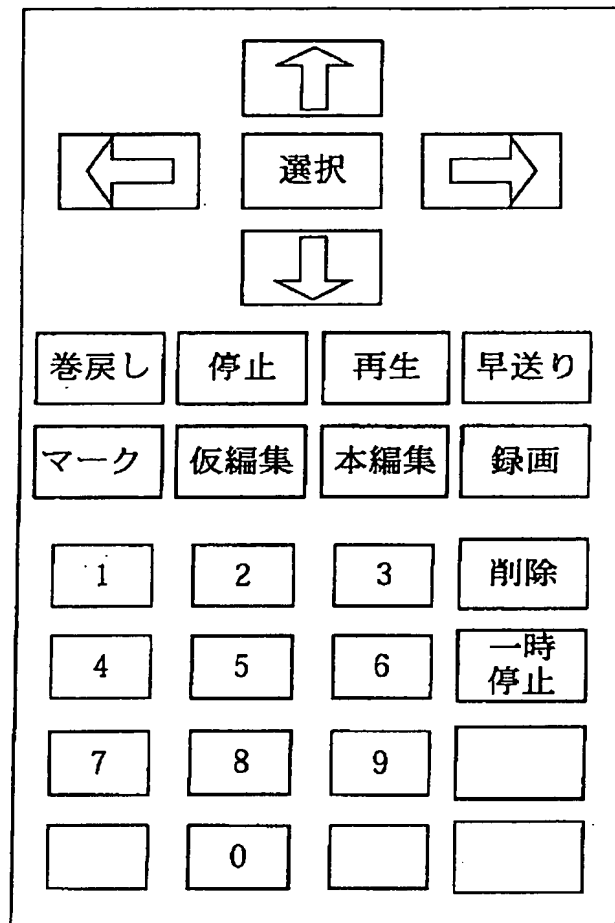 選択
巻戻し 停止 再生 早送り
マーク 仮編集 本編集 録画
1 2 3 削除
4 5 6 一時
停止
7 8 9
0